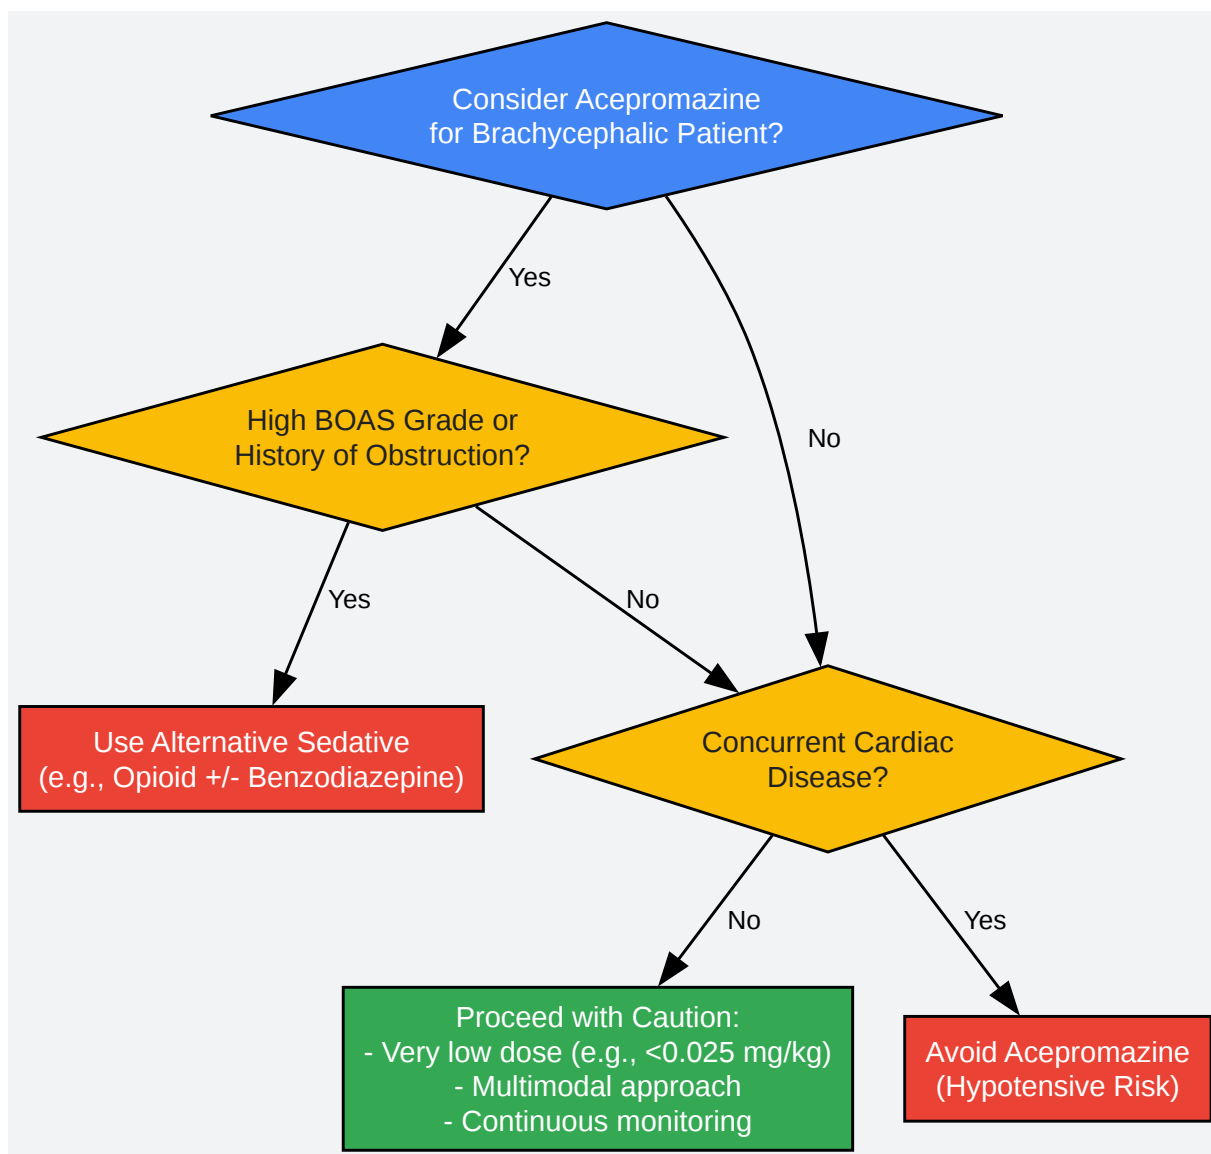 Consider Acepromazine
for Brachycephalic Patient?
Yes
No
High BOAS Grade or
History of Obstruction?
Yes
No
Use Alternative Sedative
(e.g., Opioid +/- Benzodiazepine)
Concurrent Cardiac
Disease?
No
Yes
Proceed with Caution:
- Very low dose (e.g., <0.025 mg/kg)
- Multimodal approach
- Continuous monitoring
Avoid Acepromazine
(Hypotensive Risk)